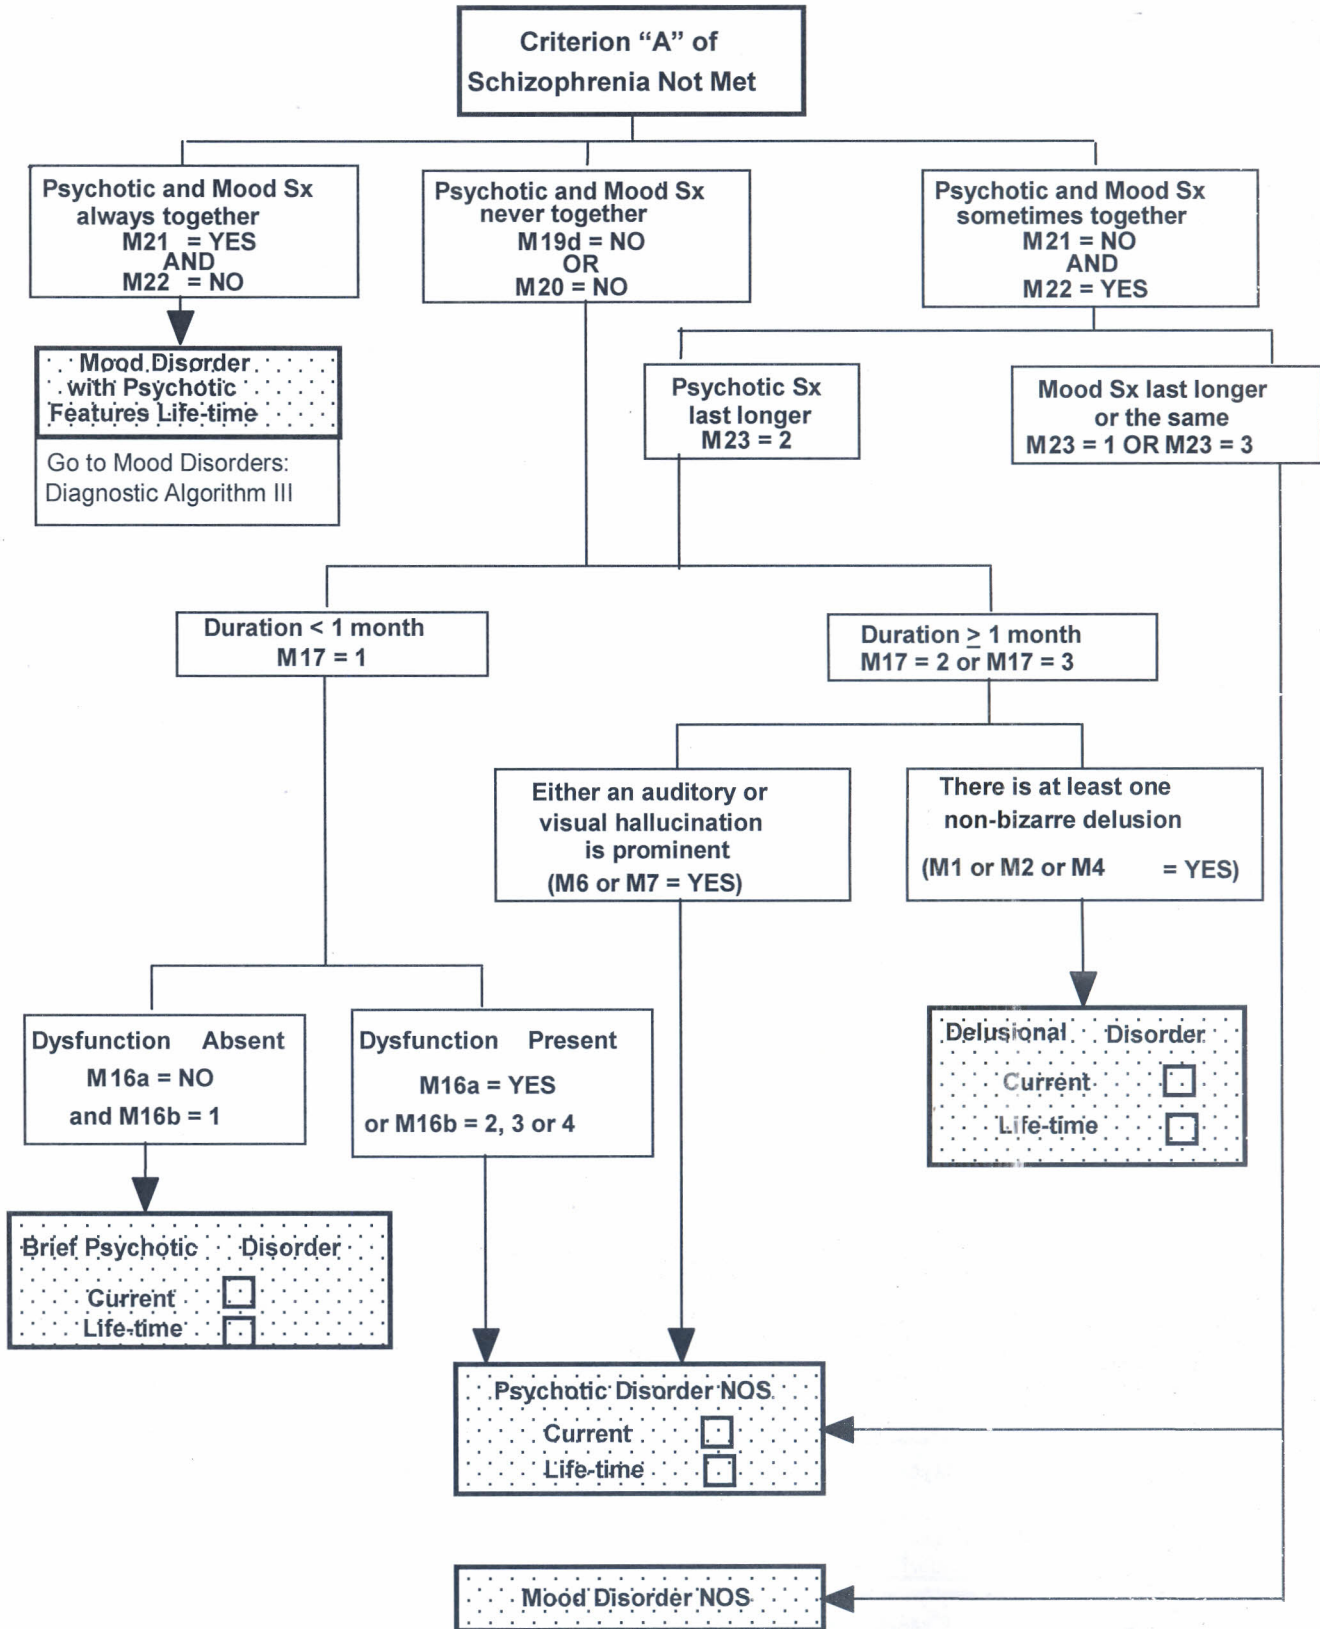 Criterion “A” of
Schizophrenia Not Met
Psychotic and Mood Sx
always together
M21 = YES
AND
M22 = NO
Psychotic and Mood Sx
never together
M19d = NO
OR
M20 = NO
Psychotic and Mood Sx
sometimes together
M21 = NO
AND
M22 = YES
Mood Disorder
with Psychotic
Features Life-time
Go to Mood Disorders:
Diagnostic Algorithm III
Psychotic Sx
last longer
M23 = 2
Mood Sx last longer
or the same
M23 = 1 OR M23 = 3
Duration < 1 month
M17 = 1
Duration ≥ 1 month
M17 = 2 or M17 = 3
Either an auditory or
visual hallucination
is prominent
(M6 or M7 = YES)
There is at least one
non-bizarre delusion
(M1 or M2 or M4 = YES)
Dysfunction Absent
M16a = NO
and M16b = 1
Dysfunction Present
M16a = YES
or M16b = 2, 3 or 4
Delusional Disorder
Current
Life-time
Brief Psychotic Disorder
Current
Life-time
Psychotic Disorder NOS
Current
Life-time
Mood Disorder NOS